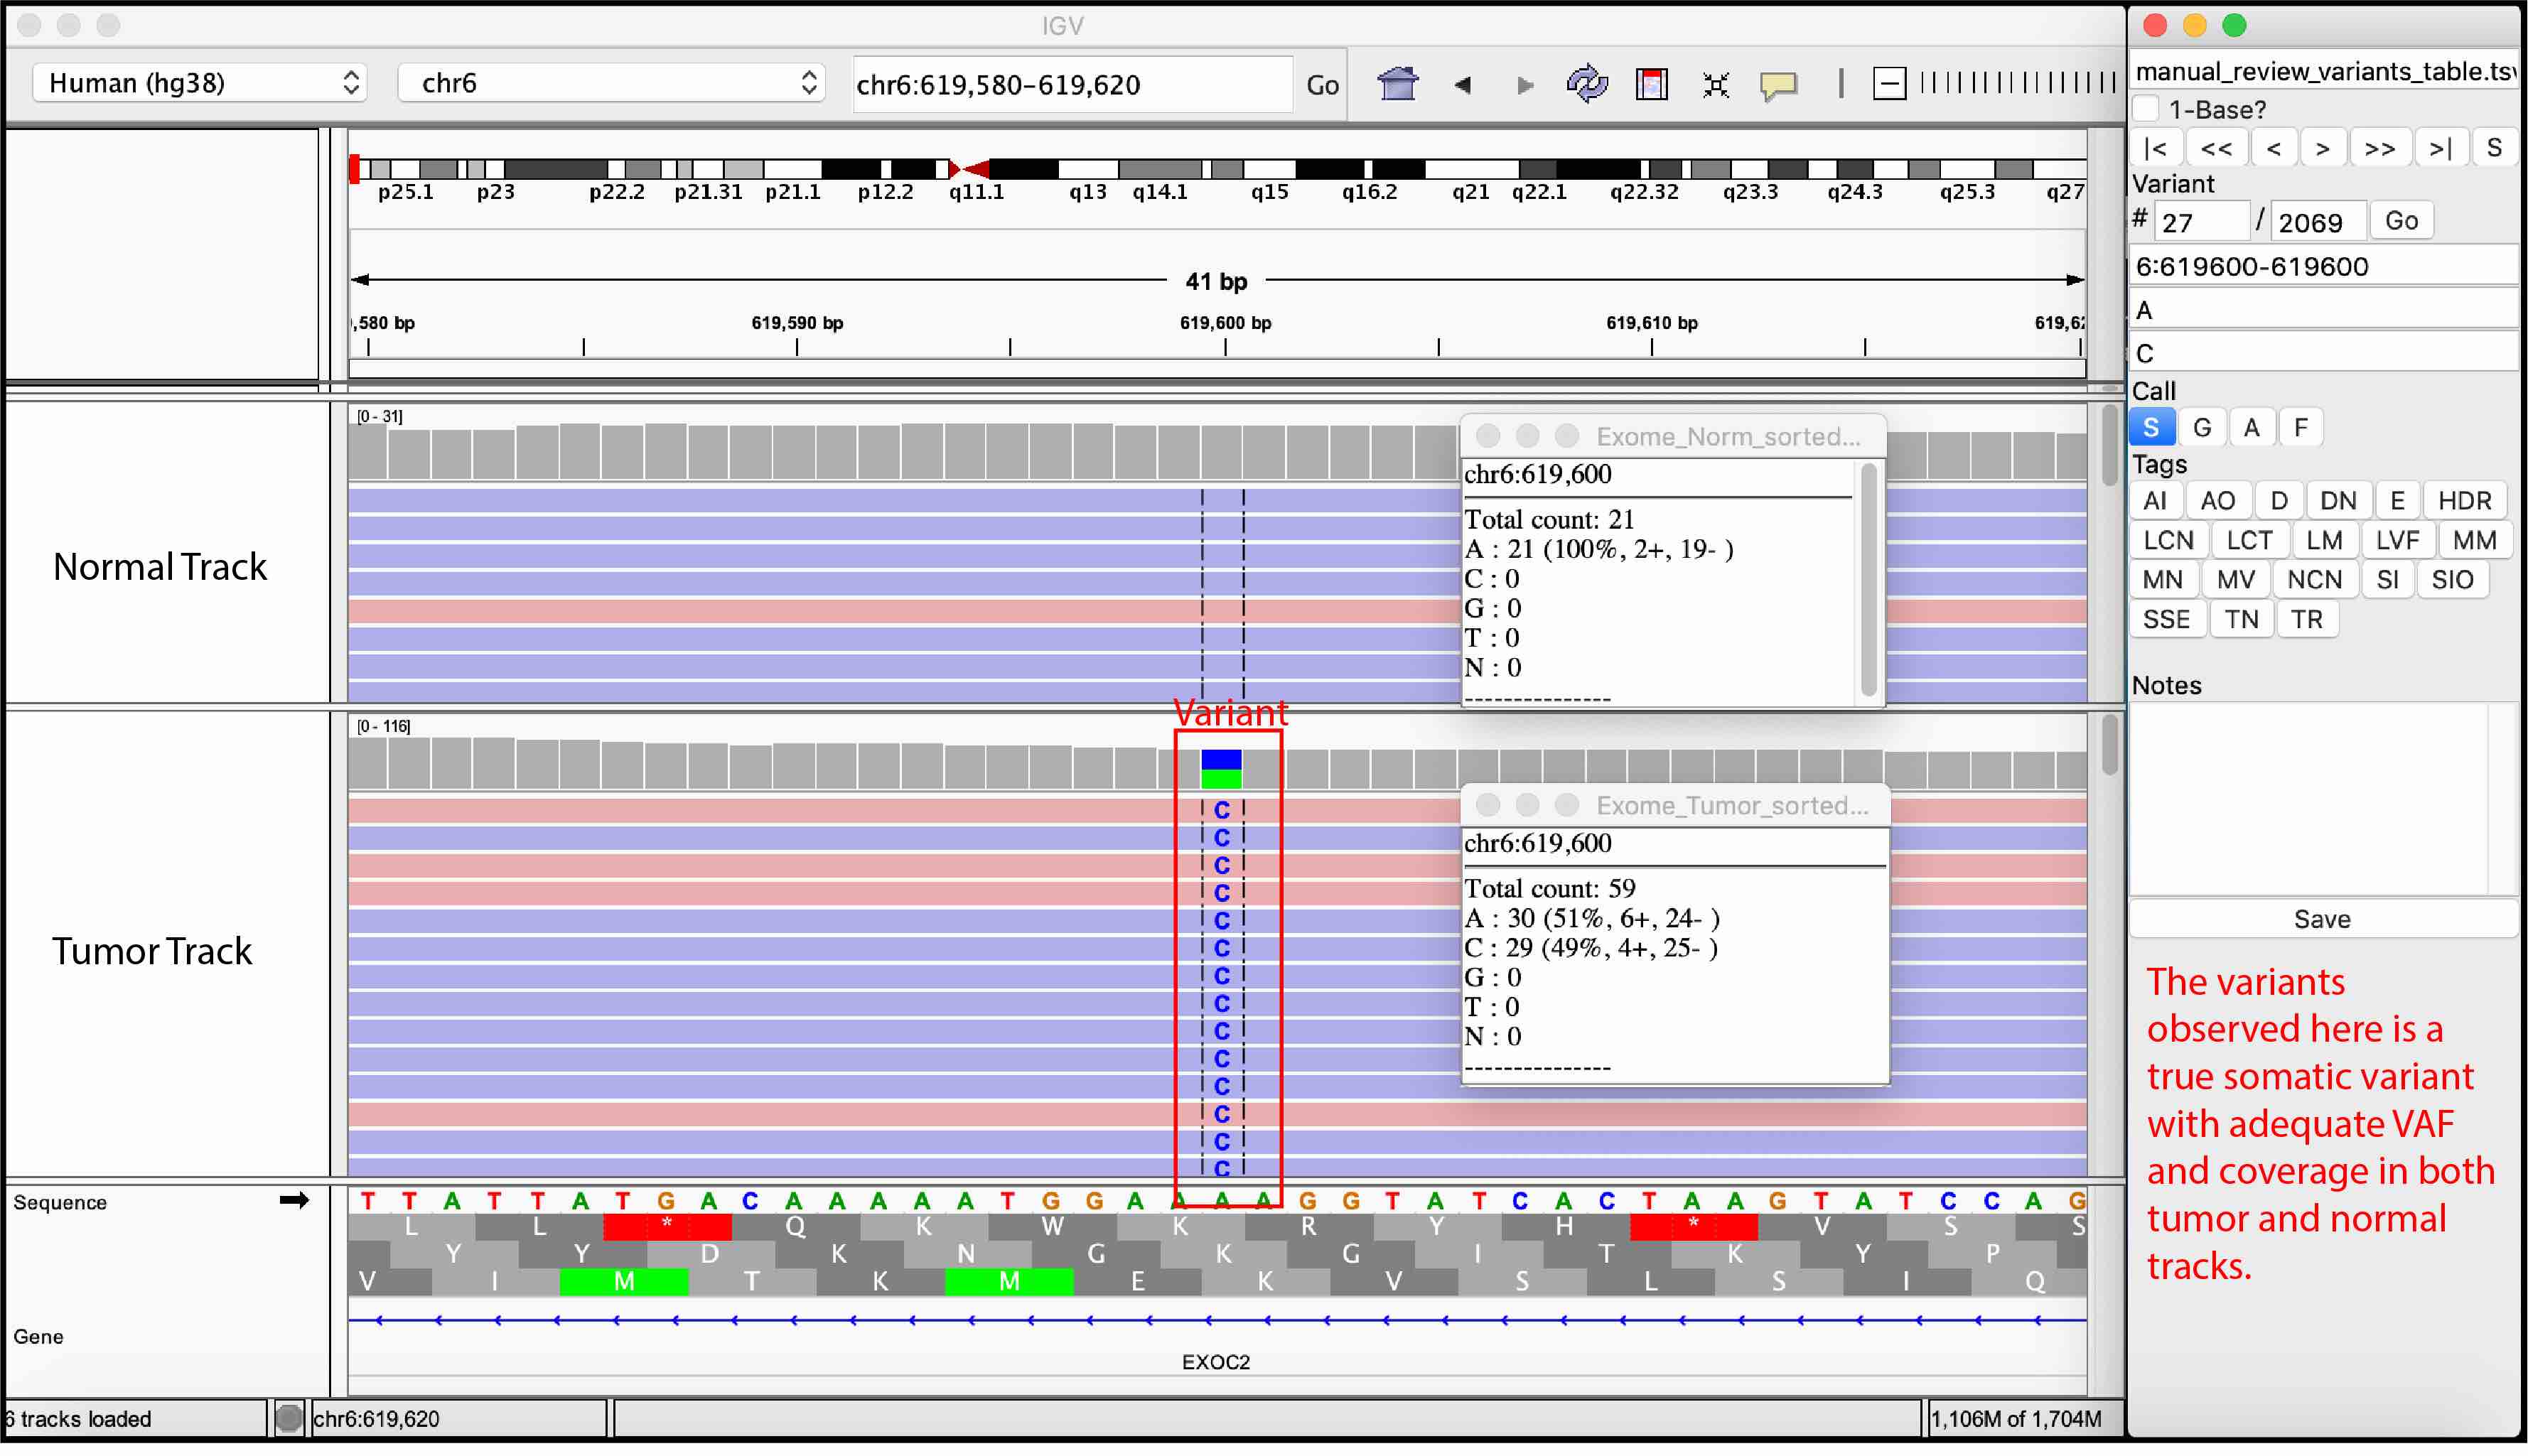 IGV
Human (hg38)
chr6
chr6:619,580-619,620
Go
p25.1 p23 p22.2 p21.31 p21.1 p12.2 q11.1 q13 q14.1 q15 q16.2 q21 q22.1 q22.32 q23.3 q24.3 q25.3 q27
41 bp
,580 bp 619,590 bp 619,600 bp 619,610 bp 619,62
Normal Track
[0 - 31]
Exome_Norm_sorted...
chr6:619,600
Total count: 21
A : 21 (100%, 2+, 19- )
C : 0
G : 0
T : 0
N : 0
---------------
Variant
Tumor Track
[0 - 116]
C
C
C
C
C
C
C
C
C
C
C
C
C
C
Exome_Tumor_sorted...
chr6:619,600
Total count: 59
A : 30 (51%, 6+, 24- )
C : 29 (49%, 4+, 25- )
G : 0
T : 0
N : 0
---------------
Sequence
T T A T T A T G A C A A A A A T G G A A A A G G T A T C A C T A A G T A T C C A G
L L * Q K W K R Y H * V S S
Y Y D K N G K G I T K Y P
V I M T K M E K V S L S I Q
Gene
EXOC2
6 tracks loaded
chr6:619,620
1,106M of 1,704M
manual_review_variants_table.tsv
1-Base?
|< << < > >> >| S
Variant
# 27 / 2069 Go
6:619600-619600
A
C
Call
S G A F
Tags
AI AO D DN E HDR
LCN LCT LM LVF MM
MN MV NCN SI SIO
SSE TN TR
Notes
Save
The variants
observed here is a
true somatic variant
with adequate VAF
and coverage in both
tumor and normal
tracks.